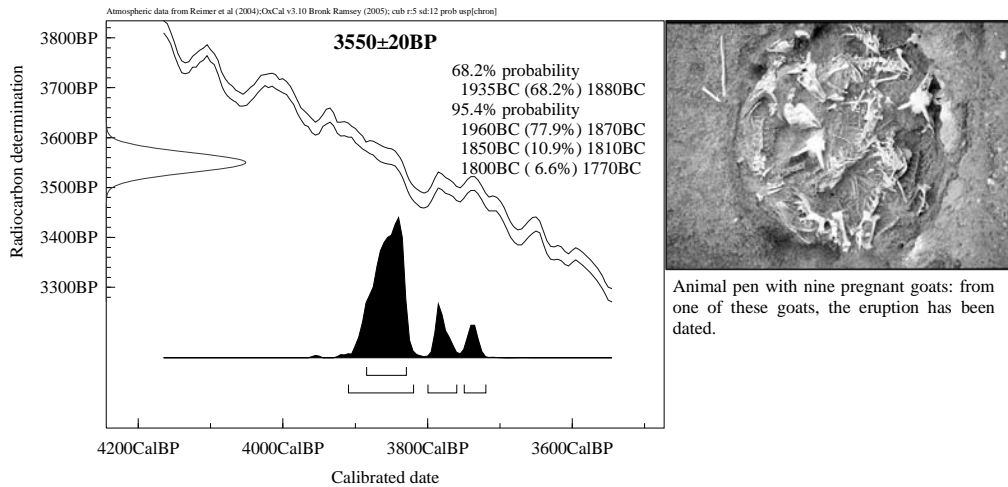 Atmospheric data from Reimer et al (2004);OxCal v3.10 Bronk Ramsey (2005); cub r:5 sd:12 prob usp[chron]
3550±20BP
68.2% probability
1935BC (68.2%) 1880BC
95.4% probability
1960BC (77.9%) 1870BC
1850BC (10.9%) 1810BC
1800BC ( 6.6%) 1770BC
Radiocarbon determination
3800BP
3700BP
3600BP
3500BP
3400BP
3300BP
4200CalBP
4000CalBP
3800CalBP
3600CalBP
Calibrated date
Animal pen with nine pregnant goats: from
one of these goats, the eruption has been
dated.